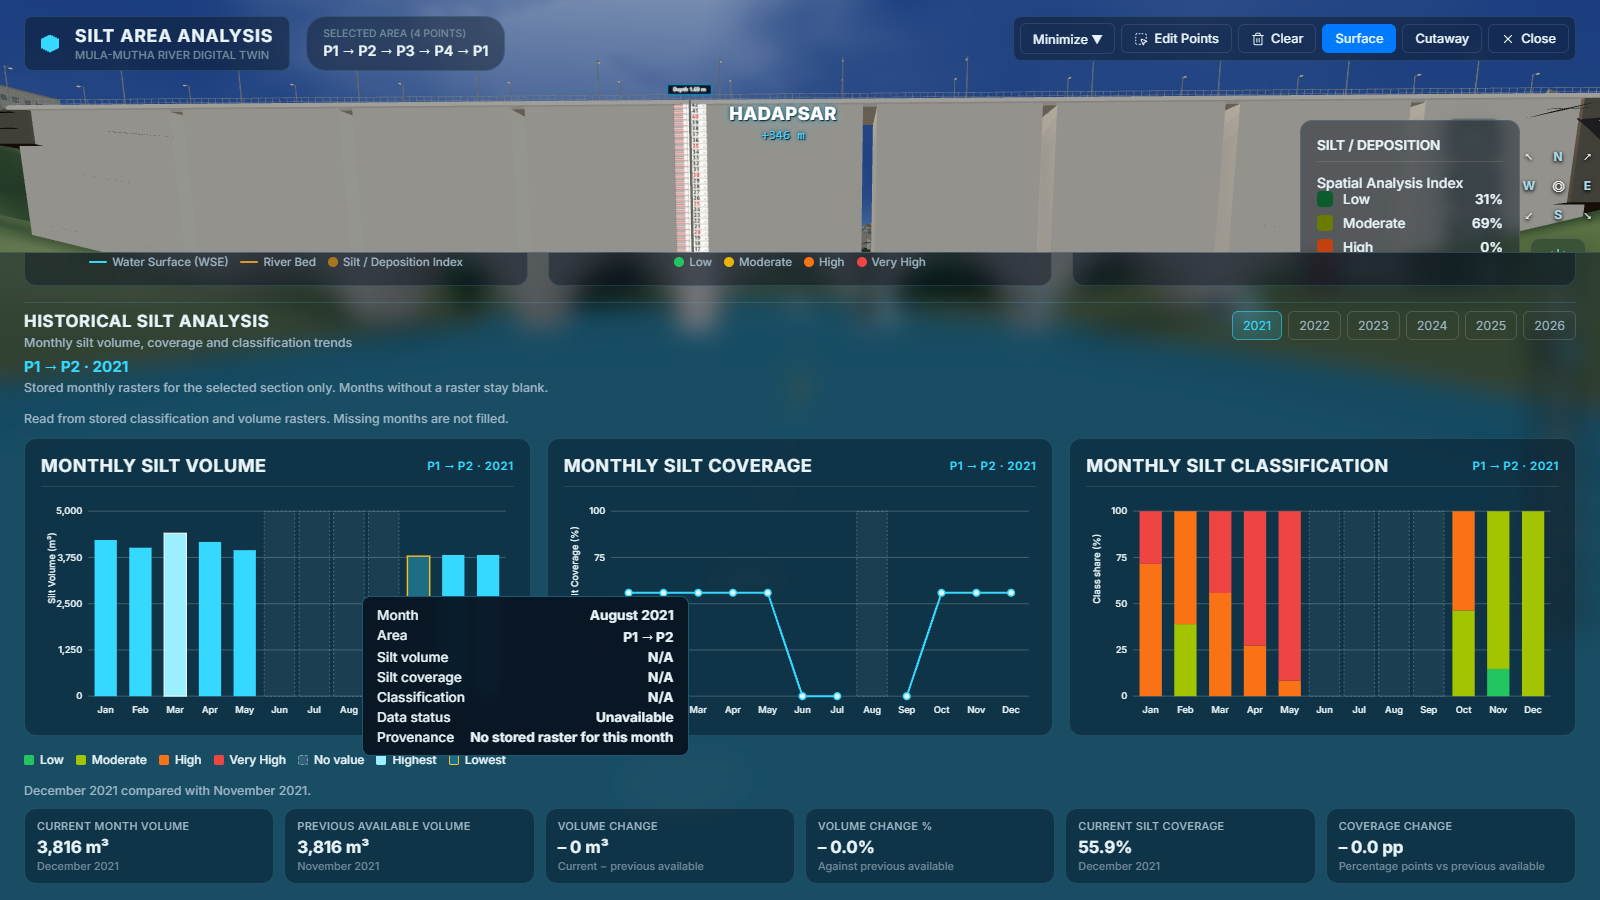 SILT AREA ANALYSIS
MULA-MUTHA RIVER DIGITAL TWIN
SELECTED AREA (4 POINTS)
P1 → P2 → P3 → P4 → P1
Minimize ▼
Edit Points
Clear
Surface
Cutaway
Close
Depth 1.69 m
HADAPSAR
+346 m
SILT / DEPOSITION
Spatial Analysis Index
Low 31%
Moderate 69%
High 0%
N
W E
S
Water Surface (WSE) River Bed Silt / Deposition Index
Low Moderate High Very High
HISTORICAL SILT ANALYSIS
Monthly silt volume, coverage and classification trends
2021 2022 2023 2024 2025 2026
P1 → P2 · 2021
Stored monthly rasters for the selected section only. Months without a raster stay blank.
Read from stored classification and volume rasters. Missing months are not filled.
MONTHLY SILT VOLUME
P1 → P2 · 2021
Silt Volume (m³)
5,000
3,750
2,500
1,250
0
Jan Feb Mar Apr May Jun Jul Aug
MONTHLY SILT COVERAGE
P1 → P2 · 2021
lt Coverage (%)
100
75
Mar Apr May Jun Jul Aug Sep Oct Nov Dec
MONTHLY SILT CLASSIFICATION
P1 → P2 · 2021
Class share (%)
100
75
50
25
0
Jan Feb Mar Apr May Jun Jul Aug Sep Oct Nov Dec
Month August 2021
Area P1 → P2
Silt volume N/A
Silt coverage N/A
Classification N/A
Data status Unavailable
Provenance No stored raster for this month
Low Moderate High Very High No value Highest Lowest
December 2021 compared with November 2021.
CURRENT MONTH VOLUME
3,816 m³
December 2021
PREVIOUS AVAILABLE VOLUME
3,816 m³
November 2021
VOLUME CHANGE
–0 m³
Current – previous available
VOLUME CHANGE %
–0.0%
Against previous available
CURRENT SILT COVERAGE
55.9%
December 2021
COVERAGE CHANGE
–0.0 pp
Percentage points vs previous available